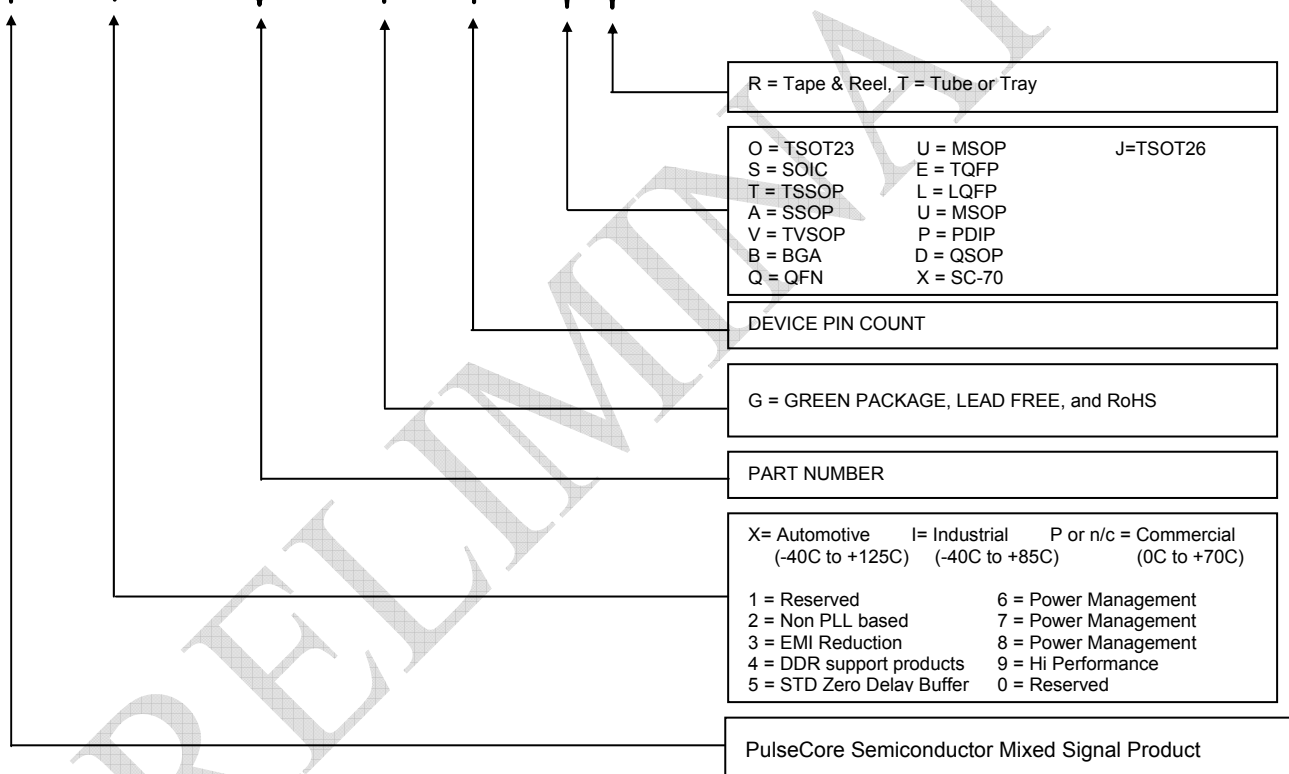 R = Tape & Reel, T = Tube or Tray
O = TSOT23 U = MSOP J=TSOT26
S = SOIC E = TQFP
T = TSSOP L = LQFP
A = SSOP U = MSOP
V = TVSOP P = PDIP
B = BGA D = QSOP
Q = QFN X = SC-70
DEVICE PIN COUNT
G = GREEN PACKAGE, LEAD FREE, and RoHS
PART NUMBER
X= Automotive I= Industrial P or n/c = Commercial
(-40C to +125C) (-40C to +85C) (0C to +70C)
1 = Reserved 6 = Power Management
2 = Non PLL based 7 = Power Management
3 = EMI Reduction 8 = Power Management
4 = DDR support products 9 = Hi Performance
5 = STD Zero Delay Buffer 0 = Reserved
PulseCore Semiconductor Mixed Signal Product
RELIMINA